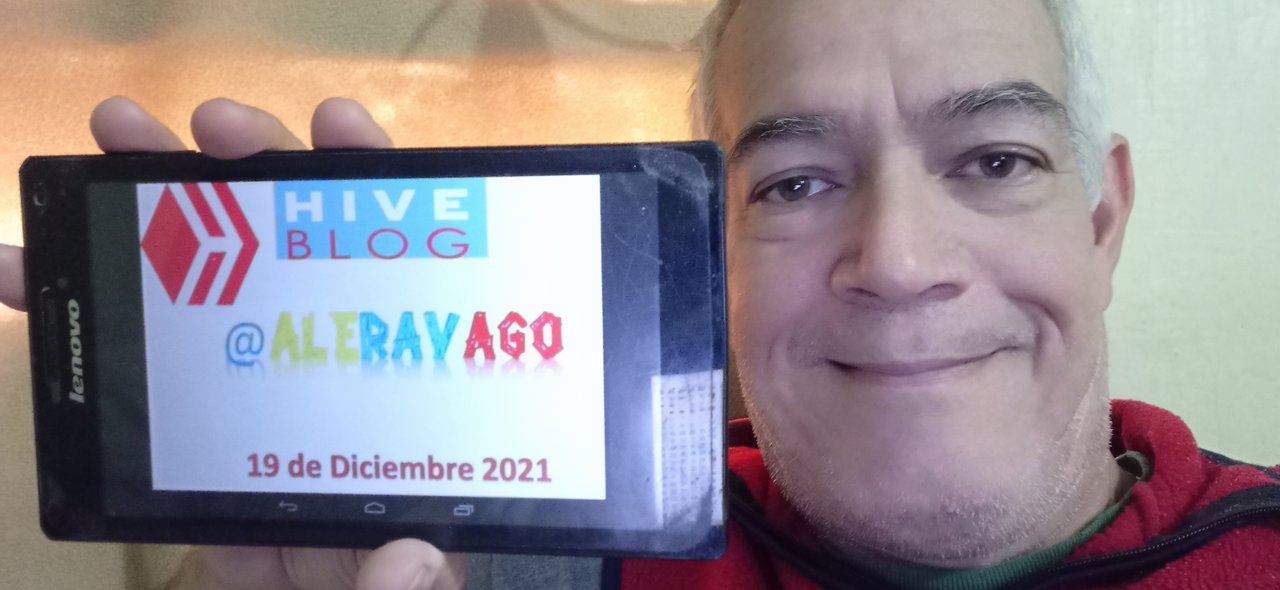 HIVE
BLOG
@ALERAVAGO
19 de Diciembre 2021
lenovo